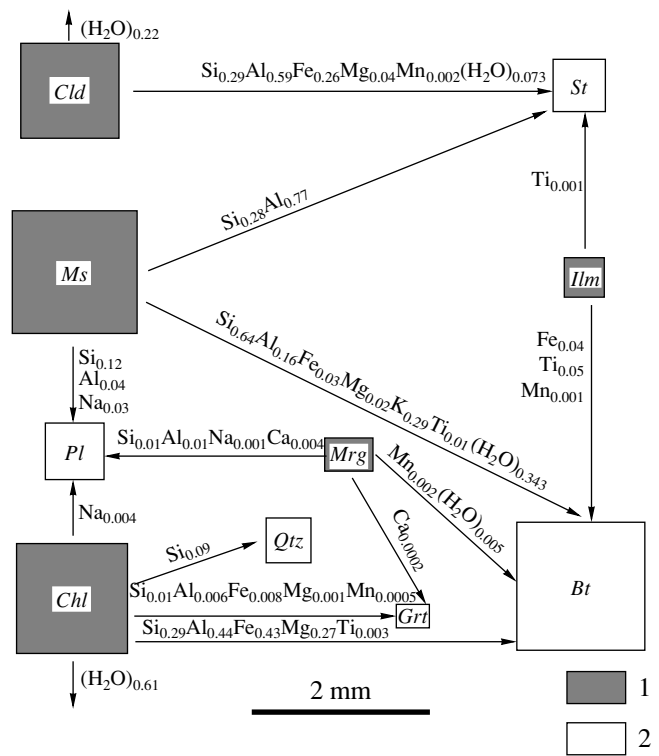 (H₂O)₀.₂₂
Cld
Si₀.₂₉Al₀.₅₉Fe₀.₂₆Mg₀.₀₄Mn₀.₀₀₂(H₂O)₀.₀₇₃
St
Si₀.₂₈Al₀.₇₇
Ti₀.₀₀₁
Ms
Ilm
Si₀.₆₄Al₀.₁₆Fe₀.₀₃Mg₀.₀₂K₀.₂₉Ti₀.₀₁(H₂O)₀.₃₄₃
Fe₀.₀₄
Ti₀.₀₅
Mn₀.₀₀₁
Si₀.₁₂
Al₀.₀₄
Na₀.₀₃
Pl
Si₀.₀₁Al₀.₀₁Na₀.₀₀₁Ca₀.₀₀₄
Mrg
Mn₀.₀₀₂(H₂O)₀.₀₀₅
Ca₀.₀₀₀₂
Na₀.₀₀₄
Si₀.₀₉
Qtz
Chl
Si₀.₀₁Al₀.₀₀₆Fe₀.₀₀₈Mg₀.₀₀₁Mn₀.₀₀₀₅
Grt
Bt
Si₀.₂₉Al₀.₄₄Fe₀.₄₃Mg₀.₂₇Ti₀.₀₀₃
(H₂O)₀.₆₁
2 mm
1
2